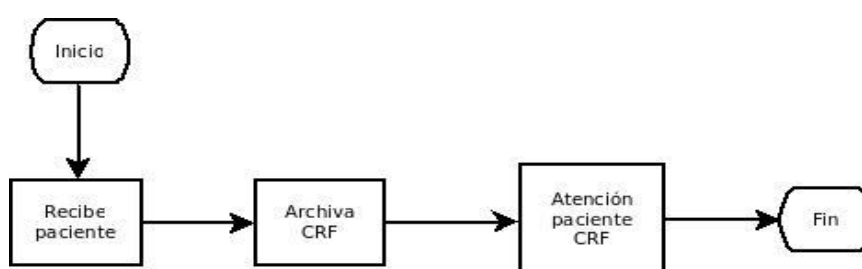 Inicio
Recibe
paciente
Archiva
CRF
Atención
paciente
CRF
Fin